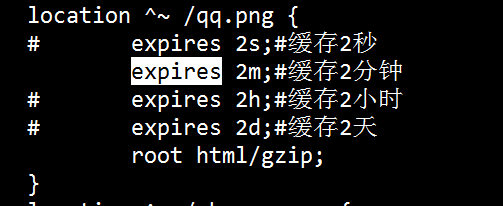 location ^~ /qq.png {
#       expires 2s;#缓存2秒
        expires 2m;#缓存2分钟
#       expires 2h;#缓存2小时
#       expires 2d;#缓存2天
        root html/gzip;
}